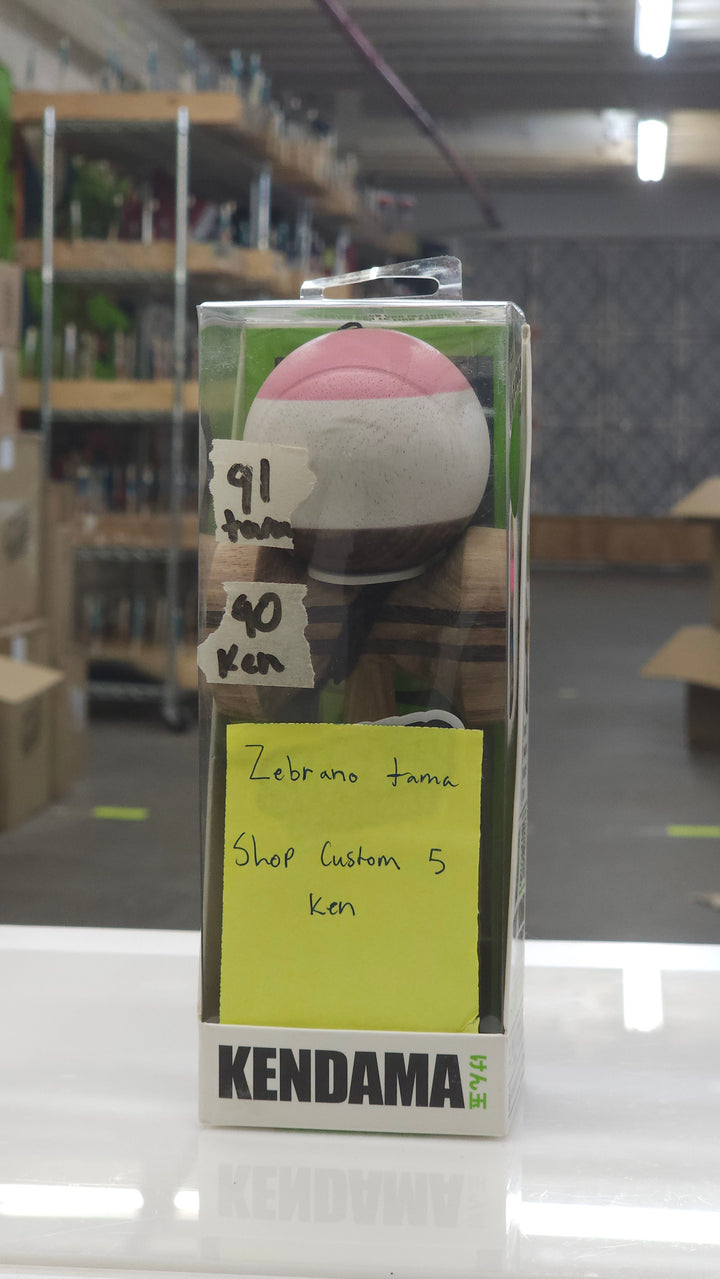 91
tama
90
Ken
Zebrano tama
Shop Custom 5
Ken
KENDAMA
けん玉